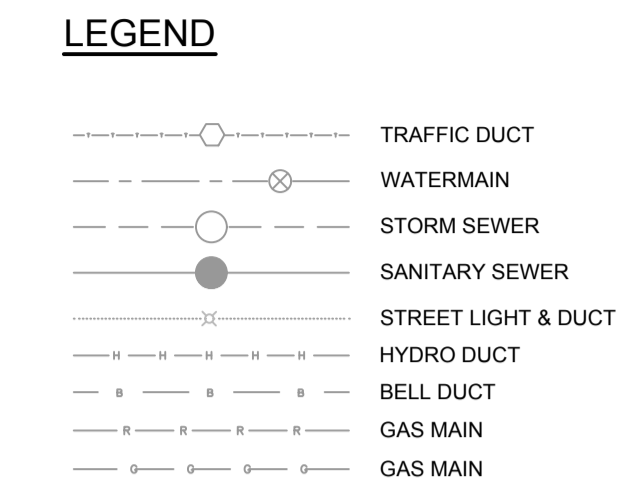 LEGEND
T T T T T T T T T T TRAFFIC DUCT
WATERMAIN
STORM SEWER
SANITARY SEWER
STREET LIGHT & DUCT
H H H H H HYDRO DUCT
B B B BELL DUCT
R R R R GAS MAIN
G G G G GAS MAIN